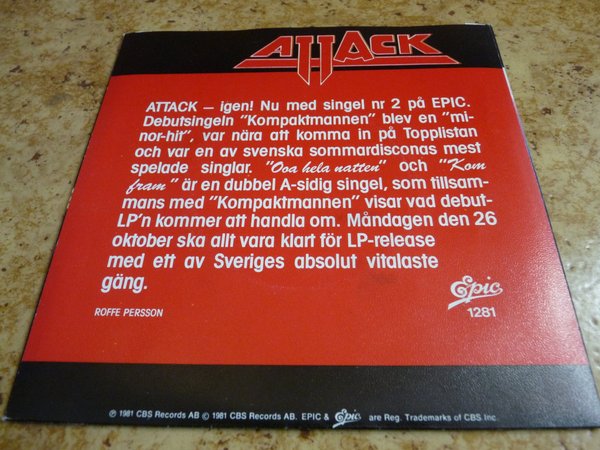 ATTACK
ATTACK — igen! Nu med singel nr 2 på EPIC.
Debutsingeln "Kompaktmannen" blev en "mi-
nor-hit", var nära att komma in på Topplistan
och var en av svenska sommardisconas mest
spelade singlar. "Ooa hela natten" och "Kom
fram" är en dubbel A-sidig singel, som tillsam-
mans med "Kompaktmannen" visar vad debut-
LP'n kommer att handla om. Måndagen den 26
oktober ska allt vara klart för LP-release
med ett av Sveriges absolut vitalaste
gäng.
Epic
ROFFE PERSSON
1281
℗ 1981 CBS Records AB © 1981 CBS Records AB. EPIC & Epic are Reg. Trademarks of CBS Inc.